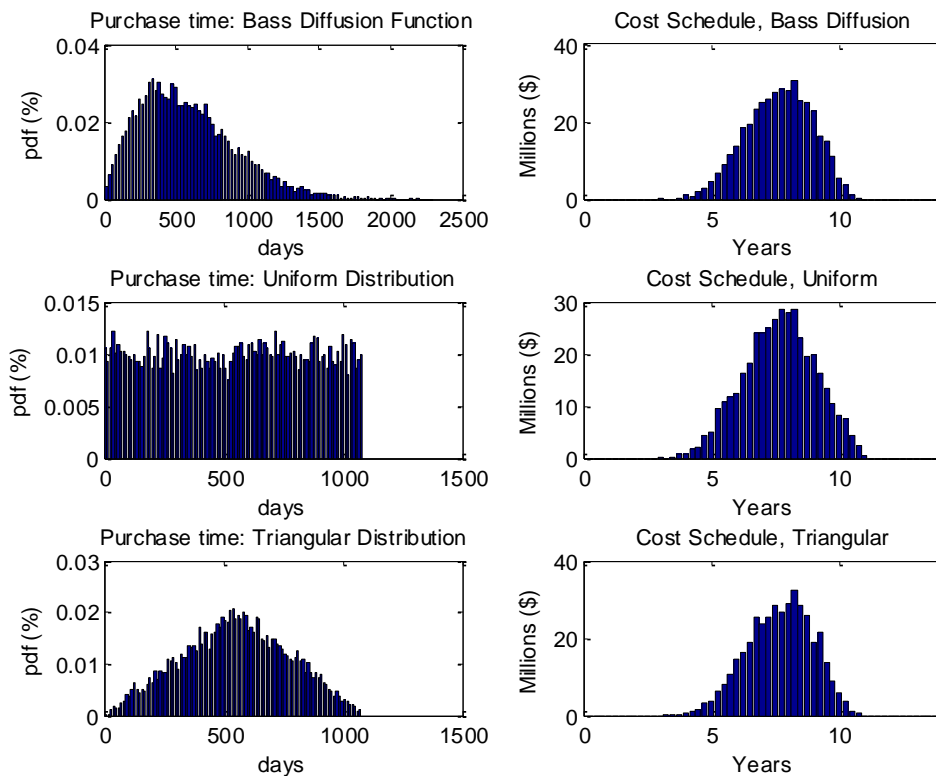 Purchase time: Bass Diffusion Function
0.04
0.02
0
pdf (%)
0 500 1000 1500 2000 2500
days
Cost Schedule, Bass Diffusion
40
20
0
Millions ($)
0 5 10
Years
Purchase time: Uniform Distribution
0.015
0.01
0.005
0
pdf (%)
0 500 1000 1500
days
Cost Schedule, Uniform
30
20
10
0
Millions ($)
0 5 10
Years
Purchase time: Triangular Distribution
0.03
0.02
0.01
0
pdf (%)
0 500 1000 1500
days
Cost Schedule, Triangular
40
20
0
Millions ($)
0 5 10
Years